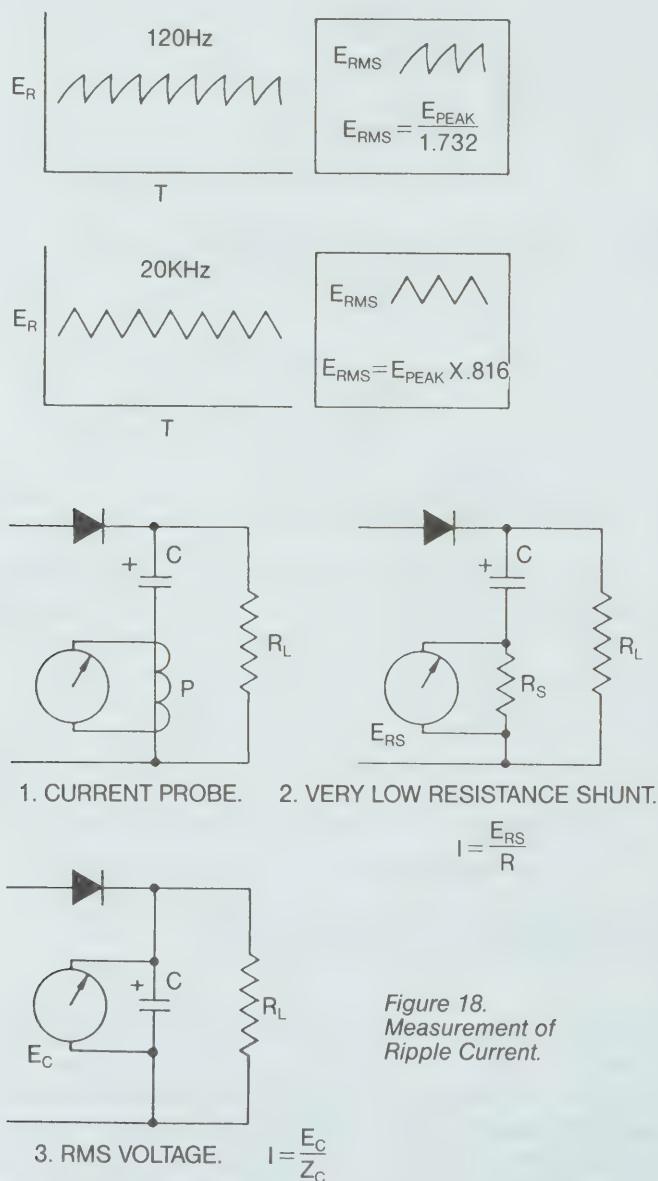 120Hz
E_R
T
E_RMS
E_RMS = E_PEAK / 1.732
20KHz
E_R
T
E_RMS
E_RMS = E_PEAK X .816
+ C
R_L
P
1. CURRENT PROBE.
+ C
R_S
R_L
E_RS
2. VERY LOW RESISTANCE SHUNT.
I = E_RS / R
+ C
R_L
E_C
3. RMS VOLTAGE. I = E_C / Z_C
Figure 18.
Measurement of
Ripple Current.